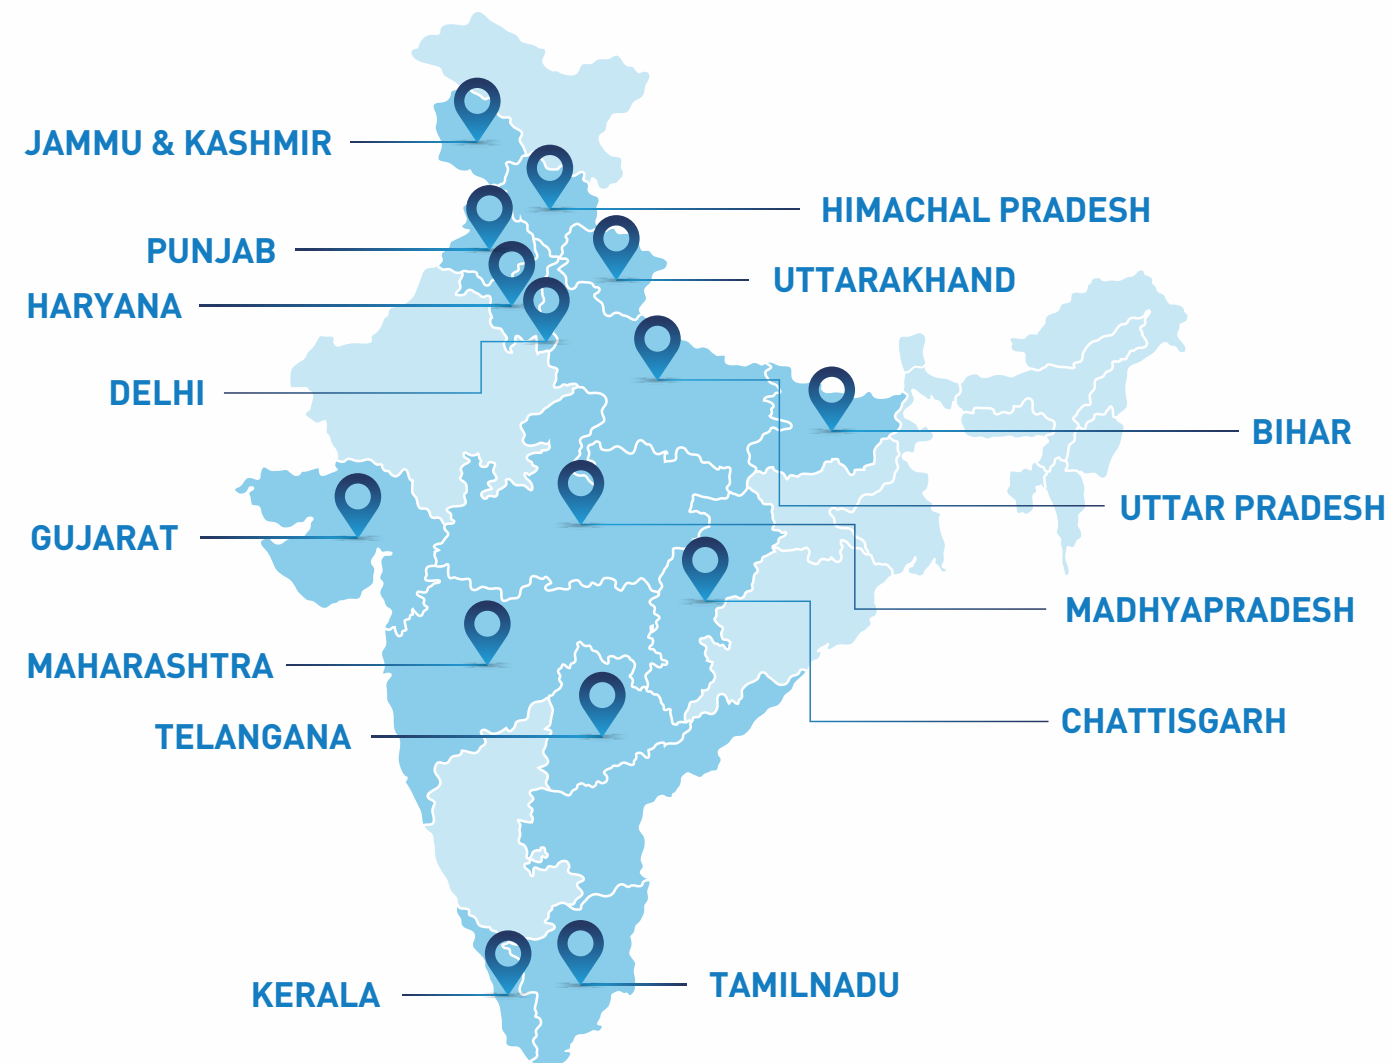 JAMMU & KASHMIR
HIMACHAL PRADESH
PUNJAB
UTTARAKHAND
HARYANA
DELHI
BIHAR
UTTAR PRADESH
GUJARAT
MADHYAPRADESH
MAHARASHTRA
CHATTISGARH
TELANGANA
TAMILNADU
KERALA